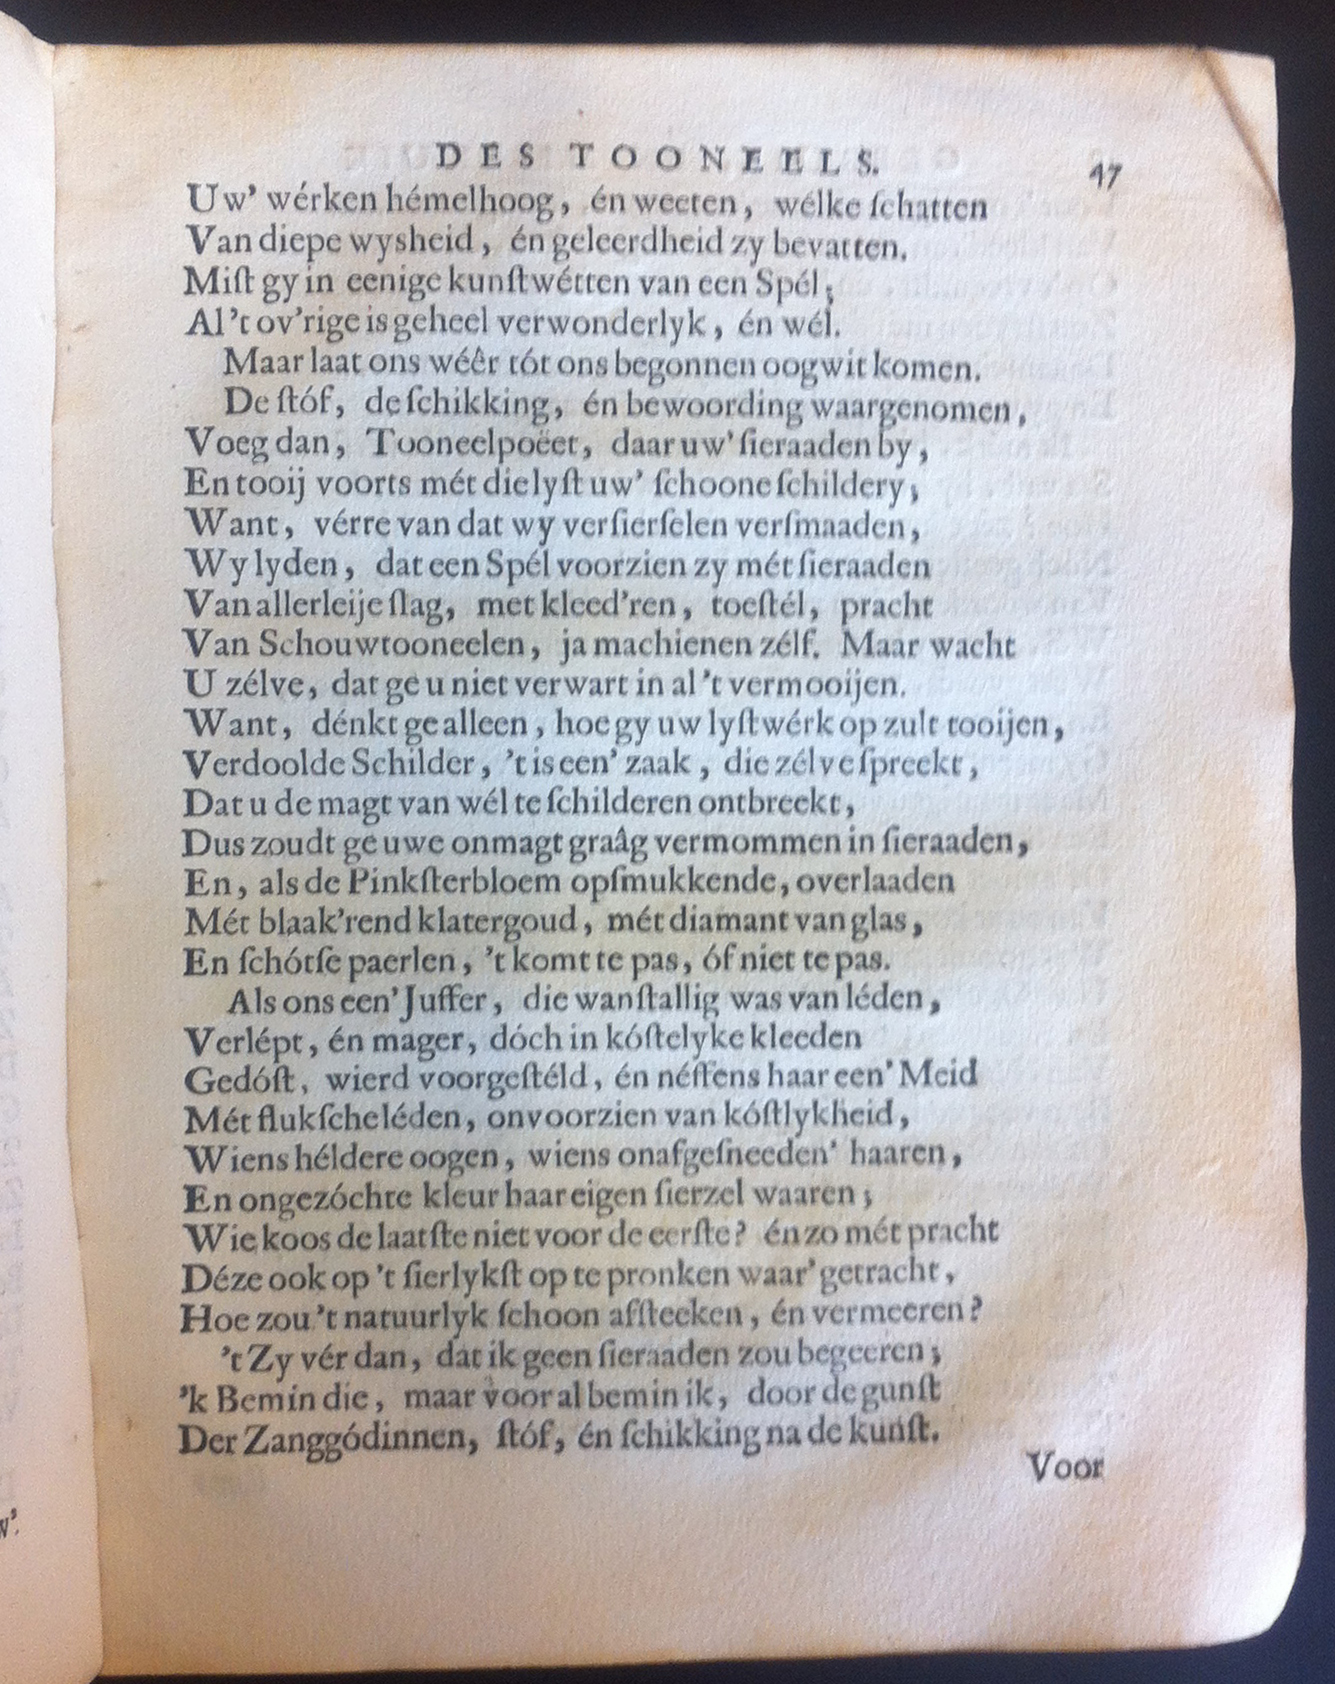 DES TOONEELS. 47
Uw' wérken hémelhoog, én weeten, wélke ſchatten
Van diepe wysheid, én geleerdheid zy bevatten.
Miſt gy in eenige kunſtwétten van een Spél;
Al 't ov'rige is geheel verwonderlyk, én wél.
Maar laat ons wéêr tót ons begonnen oogwit komen.
De ſtóf, de ſchikking, én bewoording waargenomen,
Voeg dan, Tooneelpoëet, daar uw' ſieraaden by,
En tooij voorts mét die lyſt uw' ſchoone ſchildery;
Want, vérre van dat wy verſierſelen verſmaaden,
Wy lyden, dat een Spél voorzien zy mét ſieraaden
Van allerleije ſlag, met kleed'ren, toeſtél, pracht
Van Schouwtooneelen, ja machienen zélf. Maar wacht
U zélve, dat ge u niet verwart in al 't vermooijen.
Want, dénkt ge alleen, hoe gy uw lyſtwérk op zult tooijen,
Verdoolde Schilder, 't is een' zaak, die zélve ſpreekt,
Dat u de magt van wél te ſchilderen ontbreekt,
Dus zoudt ge uwe onmagt graâg vermommen in ſieraaden,
En, als de Pinkſterbloem opſmukkende, overlaaden
Mét blaak'rend klatergoud, mét diamant van glas,
En ſchótſe paerlen, 't komt te pas, óf niet te pas.
Als ons een' Juffer, die wanſtallig was van léden,
Verlépt, én mager, dóch in kóſtelyke kleeden
Gedóſt, wierd voorgeſtéld, én néffens haar een' Meid
Mét flukſche léden, onvoorzien van kóſtlykheid,
Wiens héldere oogen, wiens onafgeſneeden' haaren,
En ongezóchte kleur haar eigen ſierzel waaren;
Wie koos de laatſte niet voor de eerſte? én zo mét pracht
Déze ook op 't ſierlykſt op te pronken waar' getracht,
Hoe zou 't natuurlyk ſchoon afſteeken, én vermeeren?
't Zy vér dan, dat ik geen ſieraaden zou begeeren;
'k Bemin die, maar vooral bemin ik, door de gunſt
Der Zanggódinnen, ſtóf, én ſchikking na de kunſt.
Voor
w'.